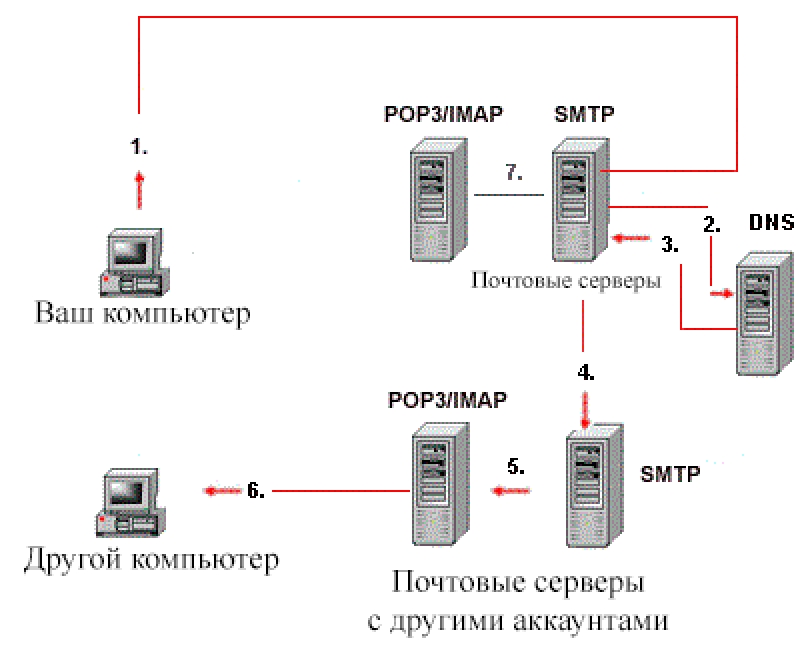 POP3/IMAP
SMTP
1.
7.
2.
DNS
3.
Почтовые серверы
Ваш компьютер
4.
POP3/IMAP
5.
SMTP
6.
Другой компьютер
Почтовые серверы
с другими аккаунтами